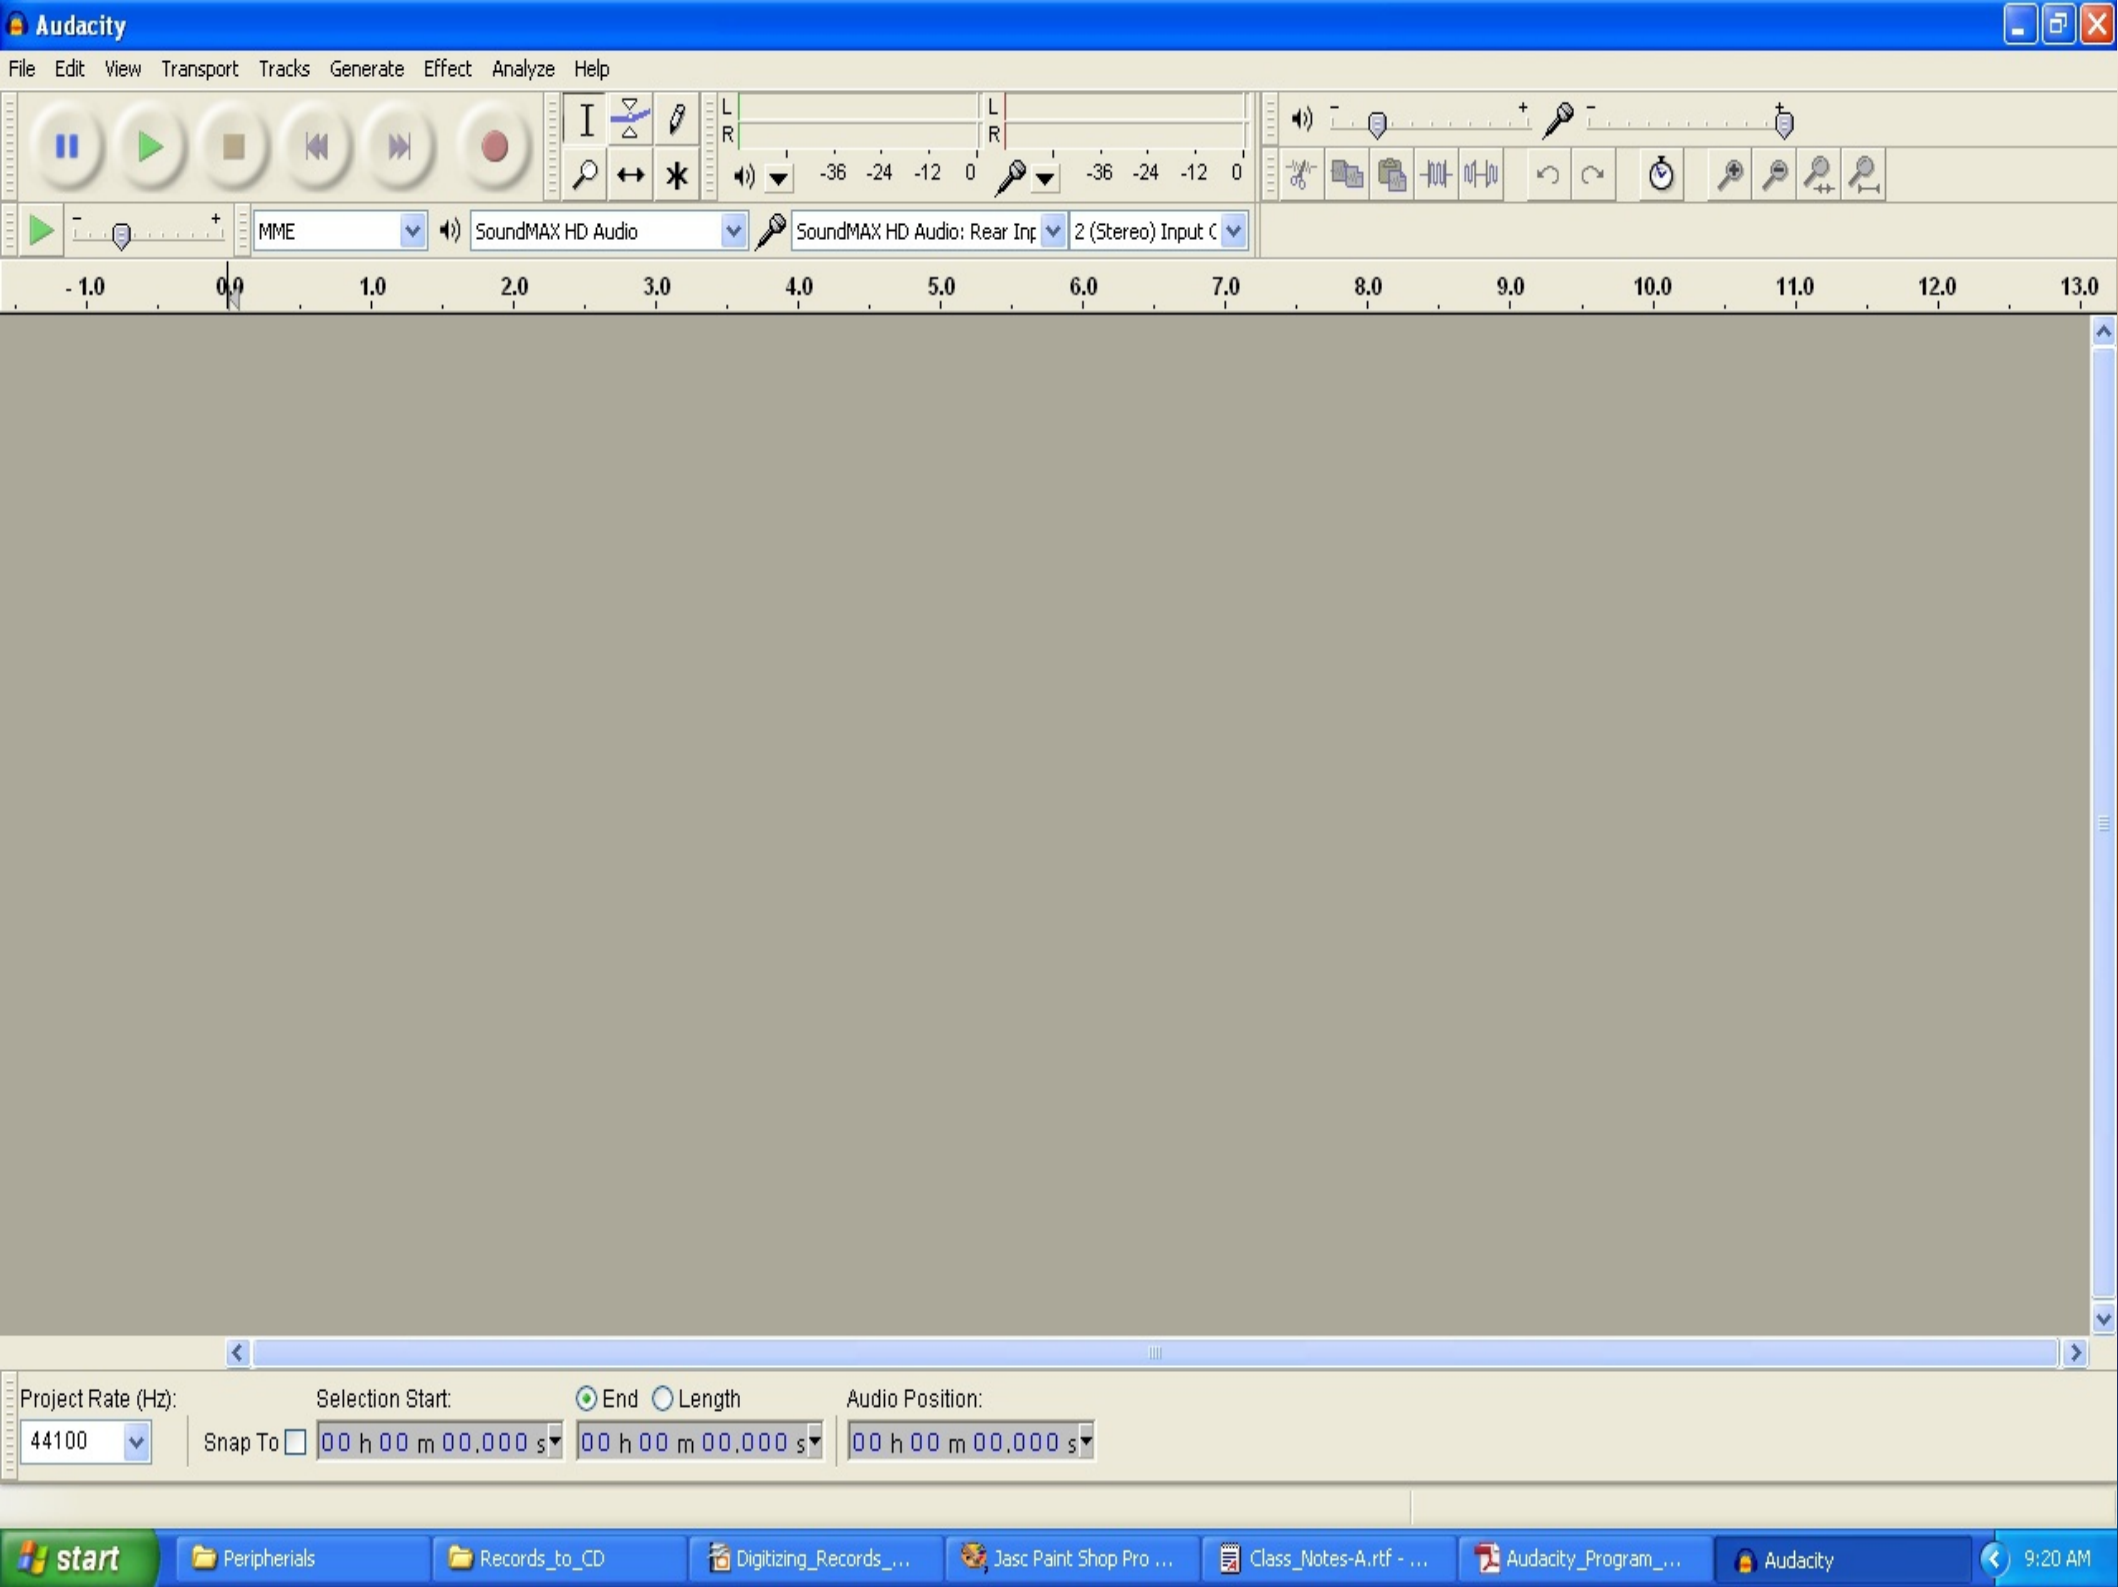 Audacity
File Edit View Transport Tracks Generate Effect Analyze Help
L L
R R
-36 -24 -12 0 -36 -24 -12 0
MME SoundMAX HD Audio SoundMAX HD Audio: Rear Inp 2 (Stereo) Input C
- 1.0 0.0 1.0 2.0 3.0 4.0 5.0 6.0 7.0 8.0 9.0 10.0 11.0 12.0 13.0
Project Rate (Hz): Selection Start: End Length Audio Position:
44100 Snap To 00 h 00 m 00.000 s 00 h 00 m 00.000 s 00 h 00 m 00.000 s
start Peripherials Records_to_CD Digitizing_Records_... Jasc Paint Shop Pro ... Class_Notes-A.rtf - ... Audacity_Program_... Audacity 9:20 AM